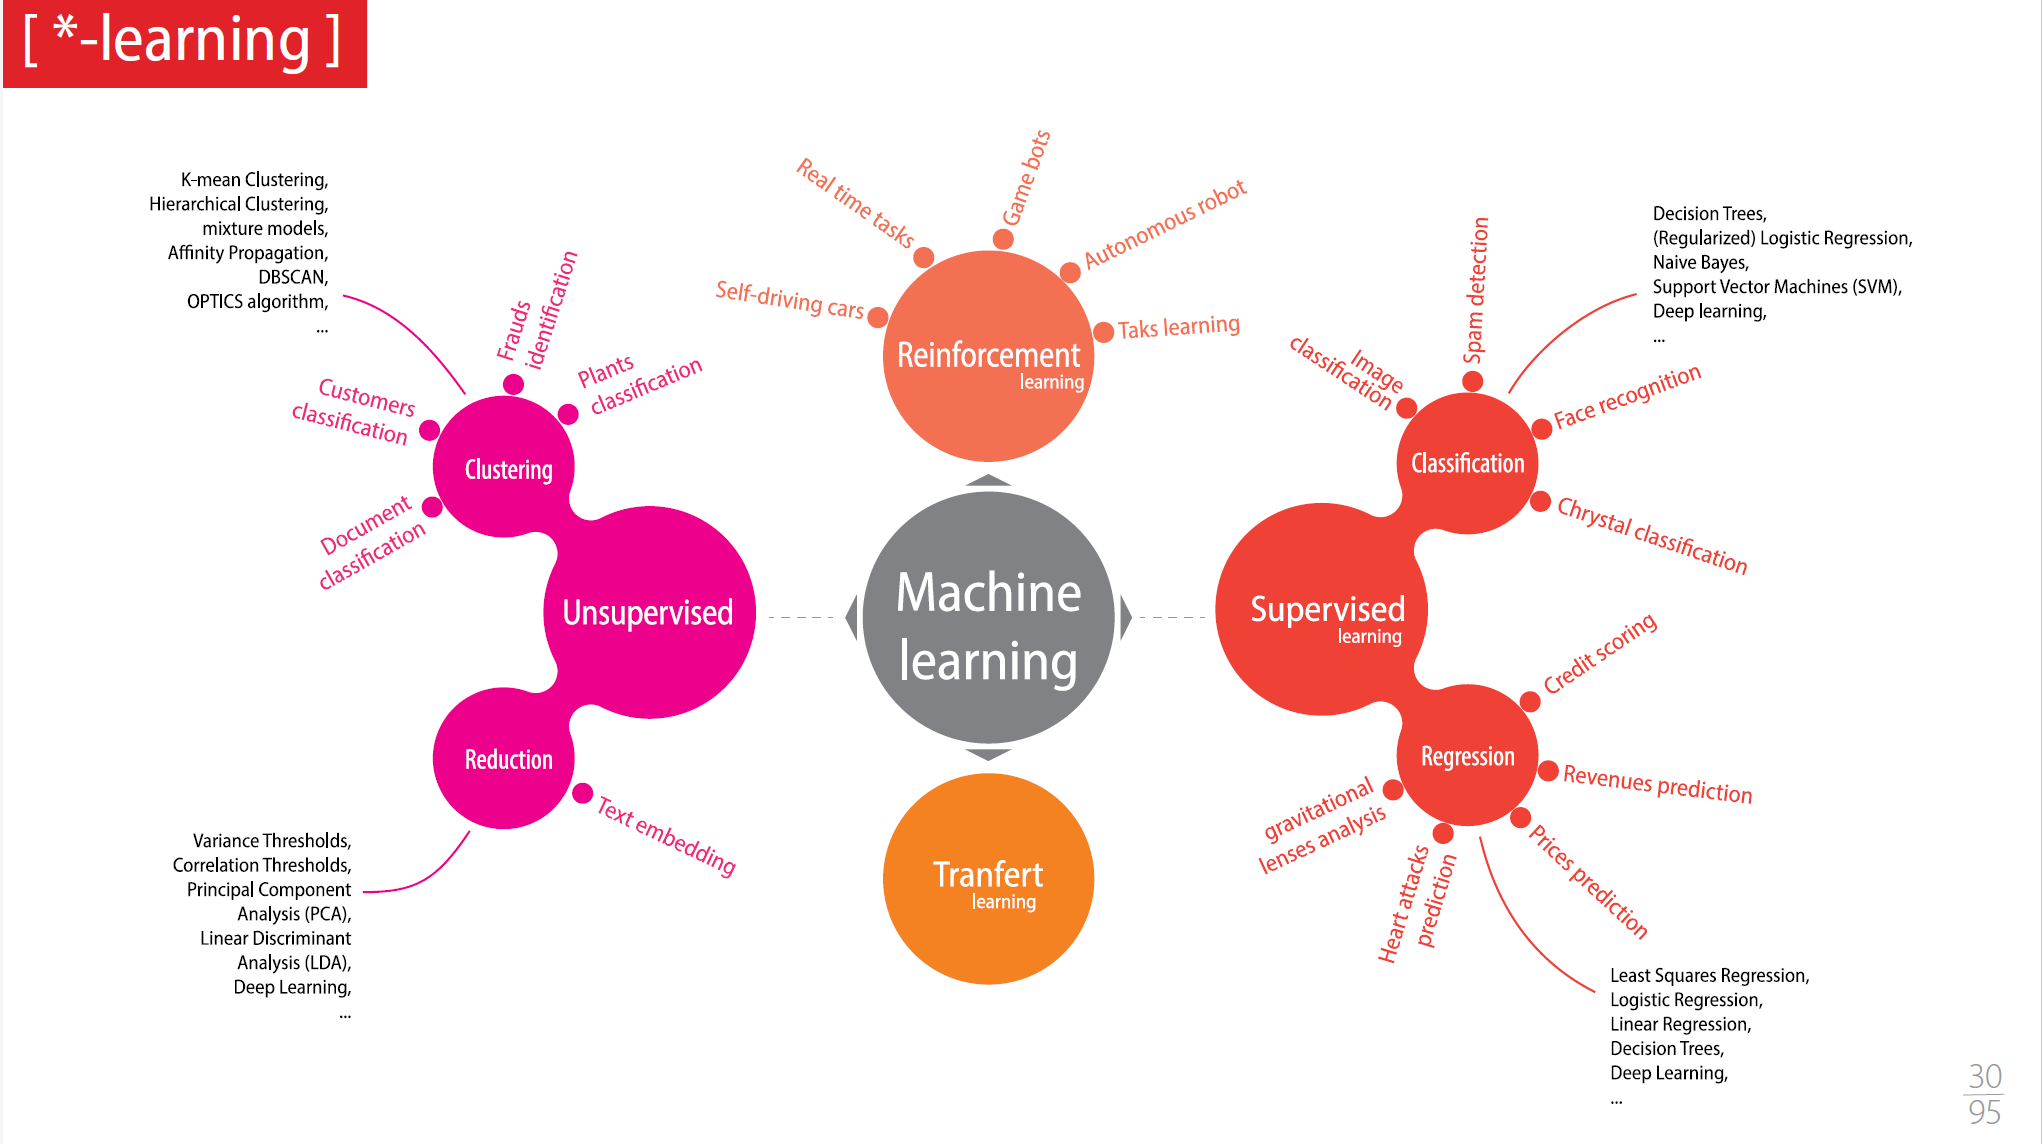 [ *-learning ]
K-mean Clustering,
Hierarchical Clustering,
mixture models,
Affinity Propagation,
DBSCAN,
OPTICS algorithm,
...
Customers
classification
Frauds
identification
Plants
classification
Document
classification
Clustering
Unsupervised
Reduction
Text embedding
Variance Thresholds,
Correlation Thresholds,
Principal Component
Analysis (PCA),
Linear Discriminant
Analysis (LDA),
Deep Learning,
...
Self-driving cars
Real time tasks
Game bots
Autonomous robot
Taks learning
Reinforcement
learning
Machine
learning
Tranfert
learning
Image
classification
Spam detection
Face recognition
Chrystal classification
Classification
Decision Trees,
(Regularized) Logistic Regression,
Naive Bayes,
Support Vector Machines (SVM),
Deep learning,
...
Supervised
learning
Regression
Credit scoring
Revenues prediction
Prices prediction
Heart attacks
prediction
gravitational
lenses analysis
Least Squares Regression,
Logistic Regression,
Linear Regression,
Decision Trees,
Deep Learning,
...
30
95